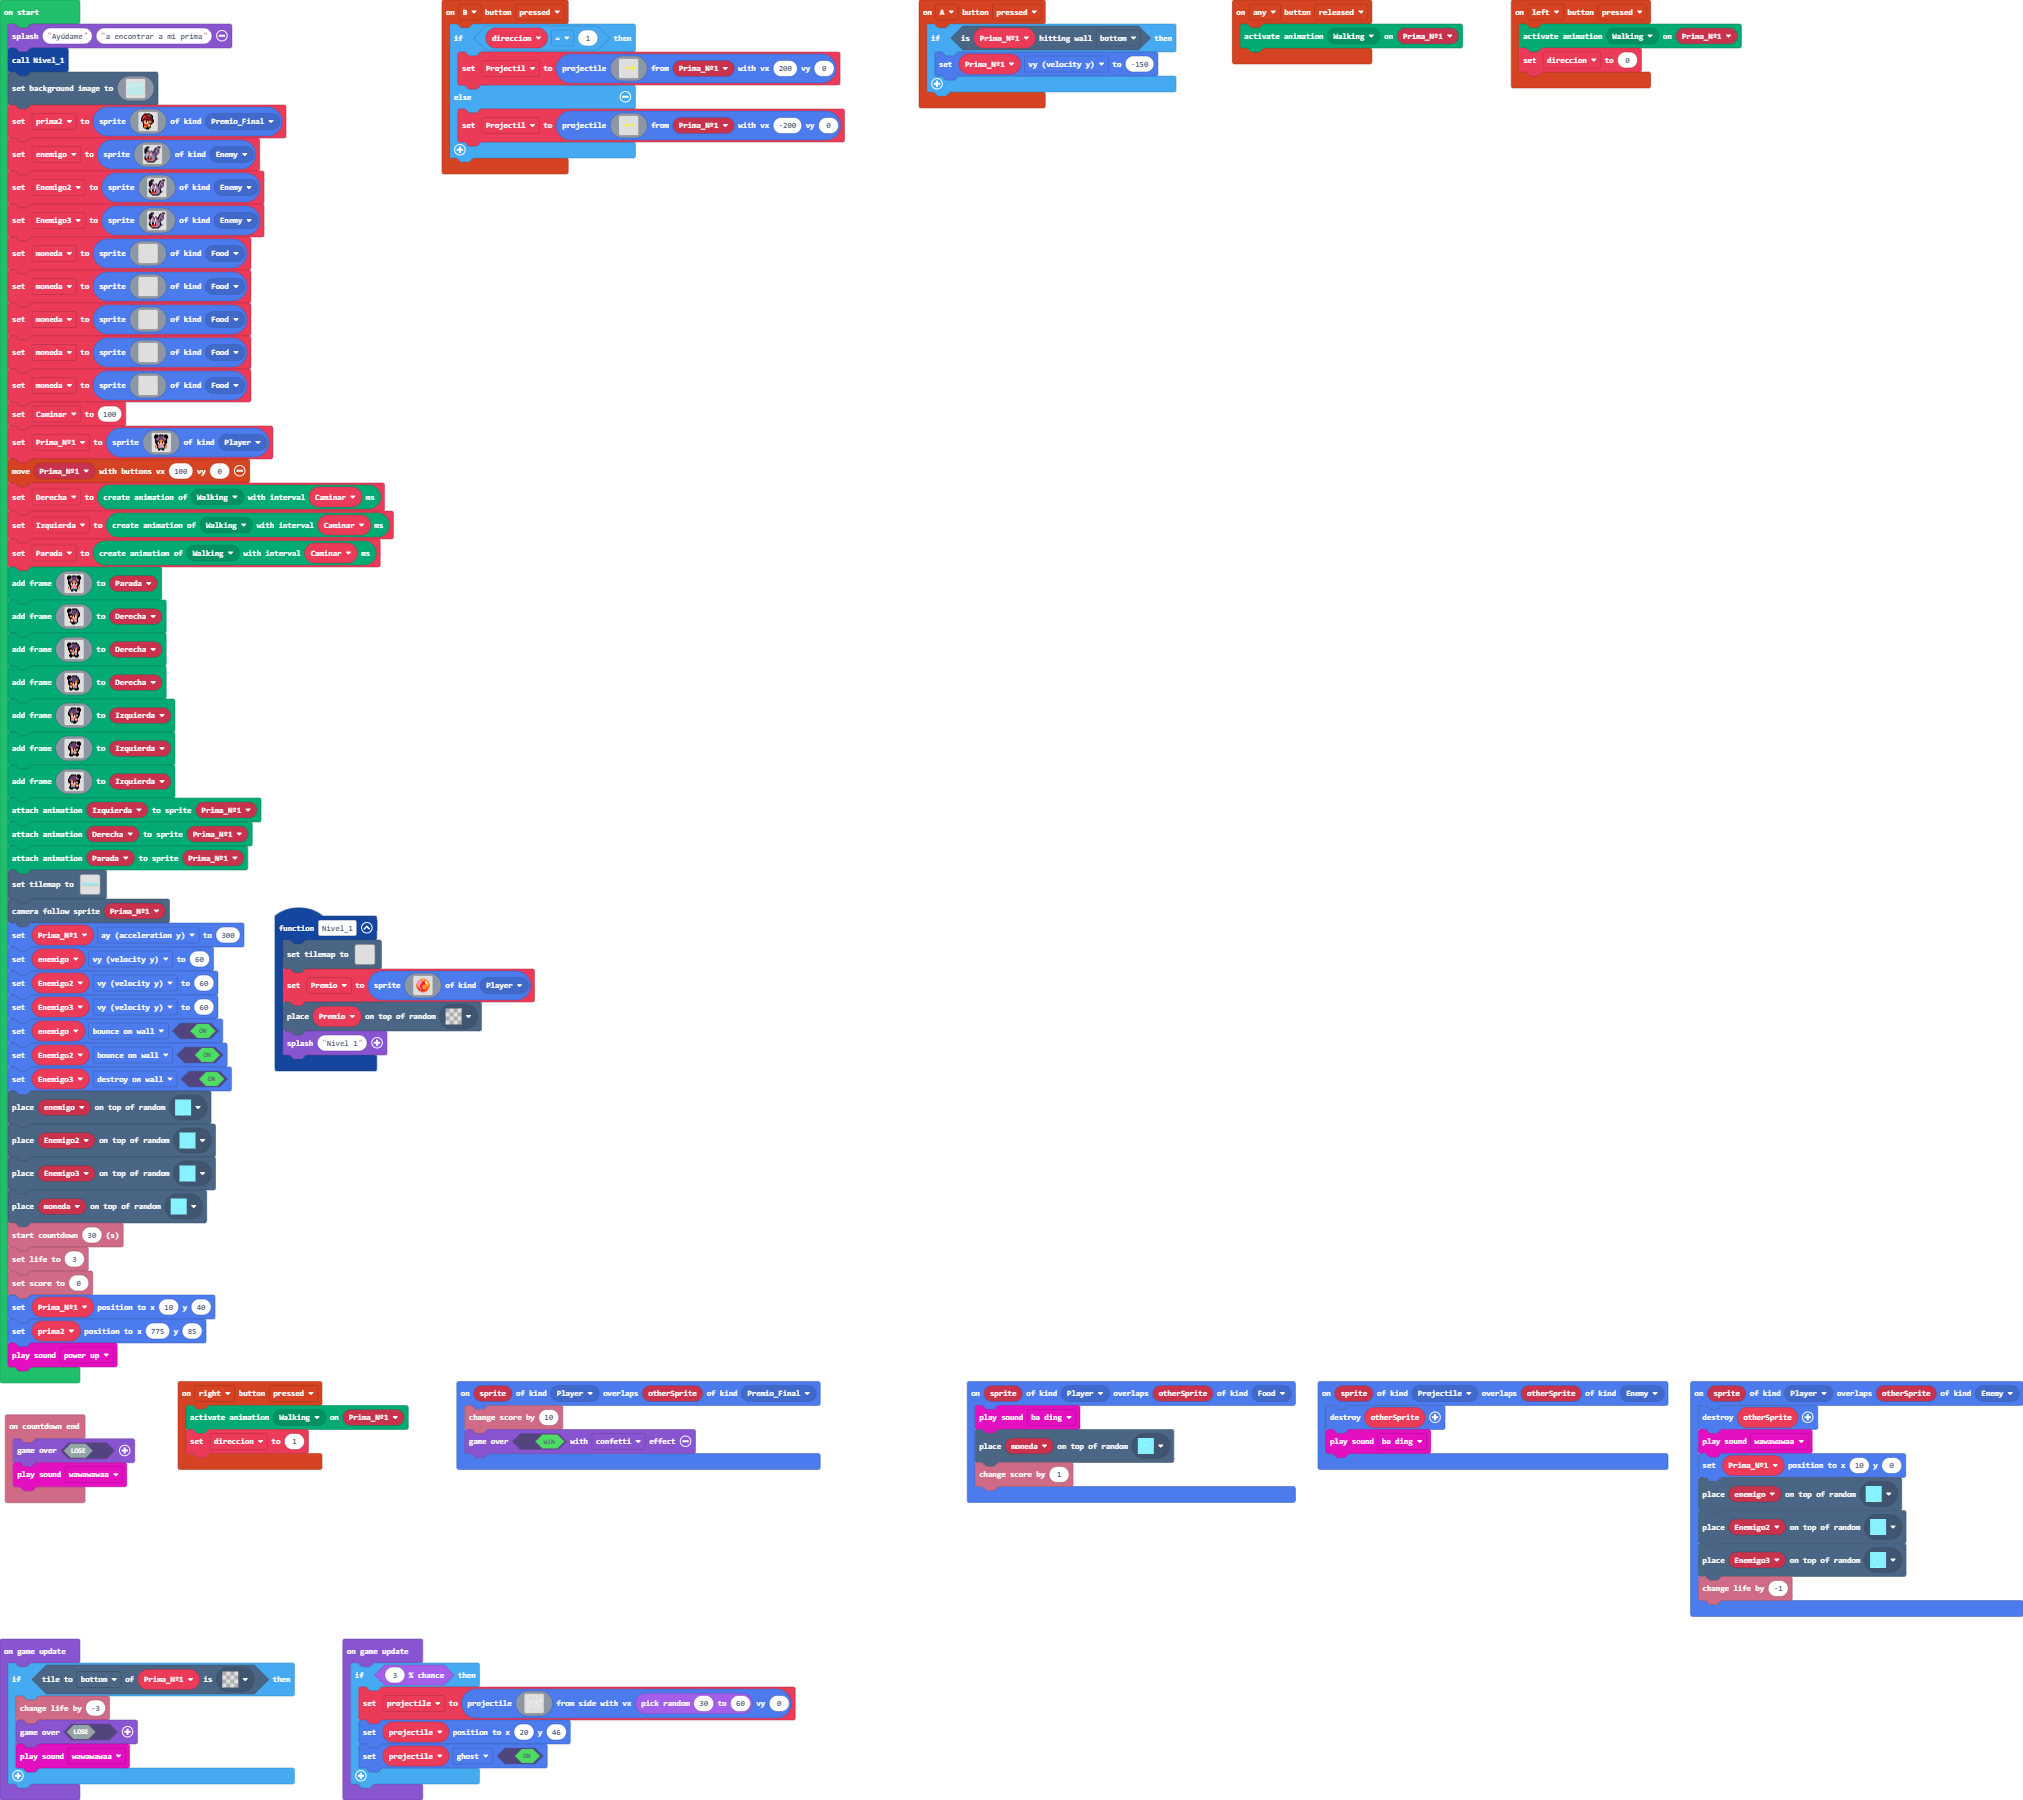 on start
splash "Ayúdame" "a encontrar a mi prima"
call Nivel_1
set background image to
set prima2 to sprite of kind Premio_Final
set enemigo to sprite of kind Enemy
set Enemigo2 to sprite of kind Enemy
set Enemigo3 to sprite of kind Enemy
set moneda to sprite of kind Food
set moneda to sprite of kind Food
set moneda to sprite of kind Food
set moneda to sprite of kind Food
set moneda to sprite of kind Food
set Caminar to 100
set Prima_Nº1 to sprite of kind Player
move Prima_Nº1 with buttons vx 100 vy 0
set Derecha to create animation of Walking with interval Caminar ms
set Izquierda to create animation of Walking with interval Caminar ms
set Parada to create animation of Walking with interval Caminar ms
add frame to Parada
add frame to Derecha
add frame to Derecha
add frame to Derecha
add frame to Izquierda
add frame to Izquierda
add frame to Izquierda
attach animation Izquierda to sprite Prima_Nº1
attach animation Derecha to sprite Prima_Nº1
attach animation Parada to sprite Prima_Nº1
set tilemap to
camera follow sprite Prima_Nº1
set Prima_Nº1 ay (acceleration y) to 300
set enemigo vy (velocity y) to 60
set Enemigo2 vy (velocity y) to 60
set Enemigo3 vy (velocity y) to 60
set enemigo bounce on wall ON
set Enemigo2 bounce on wall ON
set Enemigo3 destroy on wall ON
place enemigo on top of random
place Enemigo2 on top of random
place Enemigo3 on top of random
place moneda on top of random
start countdown 30 (s)
set life to 3
set score to 0
set Prima_Nº1 position to x 10 y 40
set prima2 position to x 775 y 85
play sound power up
on B button pressed
if direccion = 1 then
set Projectil to projectile from Prima_Nº1 with vx 200 vy 0
else
set Projectil to projectile from Prima_Nº1 with vx -200 vy 0
on A button pressed
if is Prima_Nº1 hitting wall bottom then
set Prima_Nº1 vy (velocity y) to -150
on any button released
activate animation Walking on Prima_Nº1
on left button pressed
activate animation Walking on Prima_Nº1
set direccion to 0
function Nivel_1
set tilemap to
set Premio to sprite of kind Player
place Premio on top of random
splash "Nivel 1"
on countdown end
game over LOSE
play sound wawawawaa
on right button pressed
activate animation Walking on Prima_Nº1
set direccion to 1
on sprite of kind Player overlaps otherSprite of kind Premio_Final
change score by 10
game over WIN with confetti effect
on sprite of kind Player overlaps otherSprite of kind Food
play sound ba ding
place moneda on top of random
change score by 1
on sprite of kind Projectile overlaps otherSprite of kind Enemy
destroy otherSprite
play sound ba ding
on sprite of kind Player overlaps otherSprite of kind Enemy
destroy otherSprite
play sound wawawawaa
set Prima_Nº1 position to x 10 y 0
place enemigo on top of random
place Enemigo2 on top of random
place Enemigo3 on top of random
change life by -1
on game update
if tile to bottom of Prima_Nº1 is then
change life by -3
game over LOSE
play sound wawawawaa
on game update
if 3 % chance then
set projectile to projectile from side with vx pick random 30 to 60 vy 0
set projectile position to x 20 y 46
set projectile ghost ON